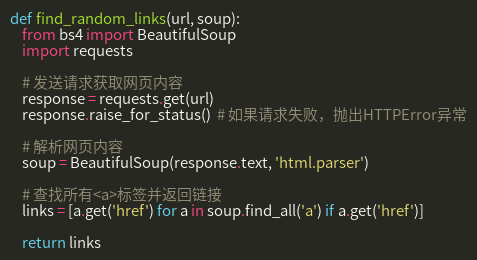 def find_random_links(url, soup):
    from bs4 import BeautifulSoup
    import requests

    # 发送请求获取网页内容
    response = requests.get(url)
    response.raise_for_status()  # 如果请求失败，抛出HTTPError异常

    # 解析网页内容
    soup = BeautifulSoup(response.text, 'html.parser')

    # 查找所有<a>标签并返回链接
    links = [a.get('href') for a in soup.find_all('a') if a.get('href')]

    return links